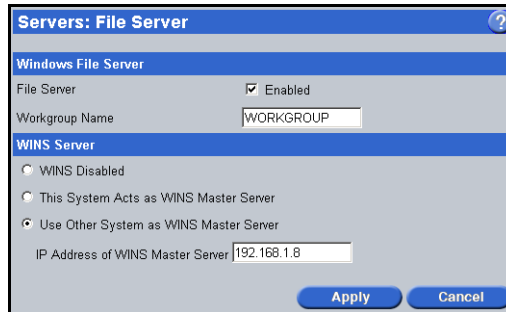 Servers: File Server ?
Windows File Server
File Server Enabled
Workgroup Name WORKGROUP
WINS Server
WINS Disabled
This System Acts as WINS Master Server
Use Other System as WINS Master Server
IP Address of WINS Master Server 192.168.1.8
Apply Cancel